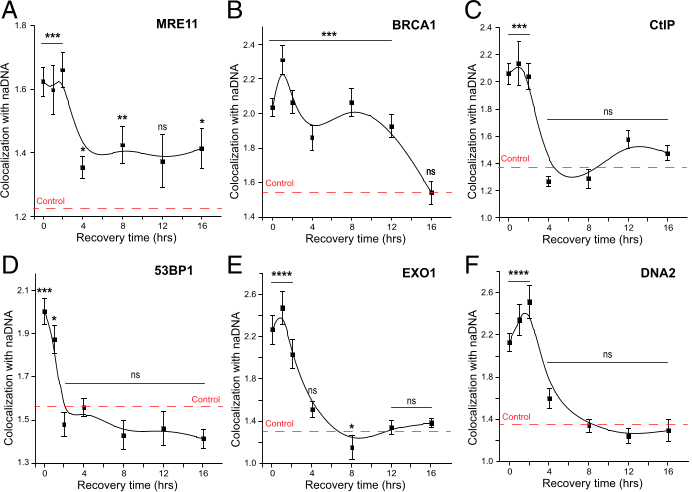 A
MRE11
Colocalization with naDNA
1.8
1.6
1.4
1.2
***
*
**
ns
*
Control
0 4 8 12 16
Recovery time (hrs)
B
BRCA1
Colocalization with naDNA
2.6
2.4
2.2
2.0
1.8
1.6
1.4
***
ns
Control
0 4 8 12 16
Recovery time (hrs)
C
CtIP
Colocalization with naDNA
2.4
2.2
2.0
1.8
1.6
1.4
1.2
1.0
***
ns
Control
0 4 8 12 16
Recovery time (hrs)
D
53BP1
Colocalization with naDNA
2.1
1.9
1.7
1.5
1.3
***
*
ns
Control
0 4 8 12 16
Recovery time (hrs)
E
EXO1
Colocalization with naDNA
2.6
2.2
1.8
1.4
1.0
****
ns
*
ns
Control
0 4 8 12 16
Recovery time (hrs)
F
DNA2
Colocalization with naDNA
2.6
2.2
1.8
1.4
1.0
****
ns
Control
0 4 8 12 16
Recovery time (hrs)